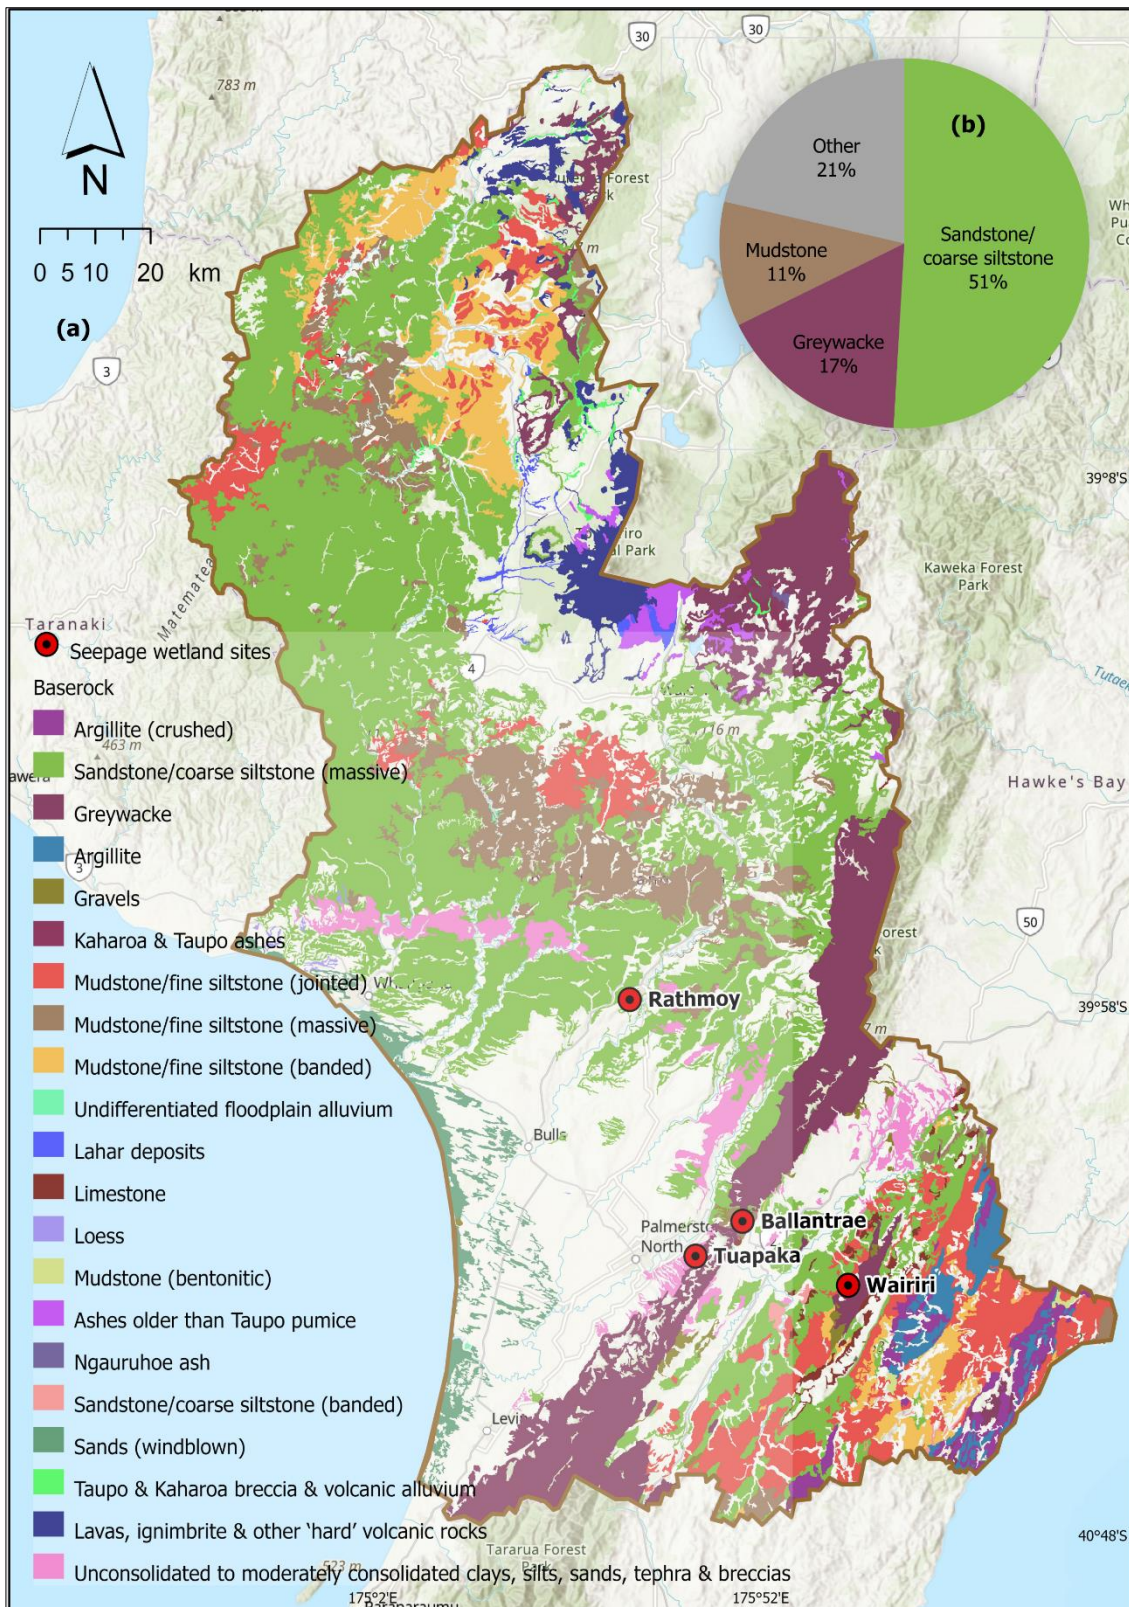 30
30
783 m
N
0 5 10 20 km
(a)
(b)
Other
21%
Mudstone
11%
Greywacke
17%
Sandstone/
coarse siltstone
51%
3
39°8'S
Kaweka Forest
Park
Taranaki
Seepage wetland sites
4
Baserock
Argillite (crushed)
463 m
Sandstone/coarse siltstone (massive)
Hawke's Bay
Greywacke
3
Argillite
Gravels
50
Kaharoa & Taupo ashes
Mudstone/fine siltstone (jointed)
Rathmoy
39°58'S
Mudstone/fine siltstone (massive)
Mudstone/fine siltstone (banded)
Undifferentiated floodplain alluvium
Bulls
Lahar deposits
Limestone
Loess
Palmerston
North
Ballantrae
Tuapaka
Mudstone (bentonitic)
Wairiri
Ashes older than Taupo pumice
Ngauruhoe ash
Sandstone/coarse siltstone (banded)
Levin
Sands (windblown)
Taupo & Kaharoa breccia & volcanic alluvium
Lavas, ignimbrite & other ‘hard’ volcanic rocks
40°48'S
Tararua Forest
Park
523 m
Unconsolidated to moderately consolidated clays, silts, sands, tephra & breccias
175°2'E
175°52'E